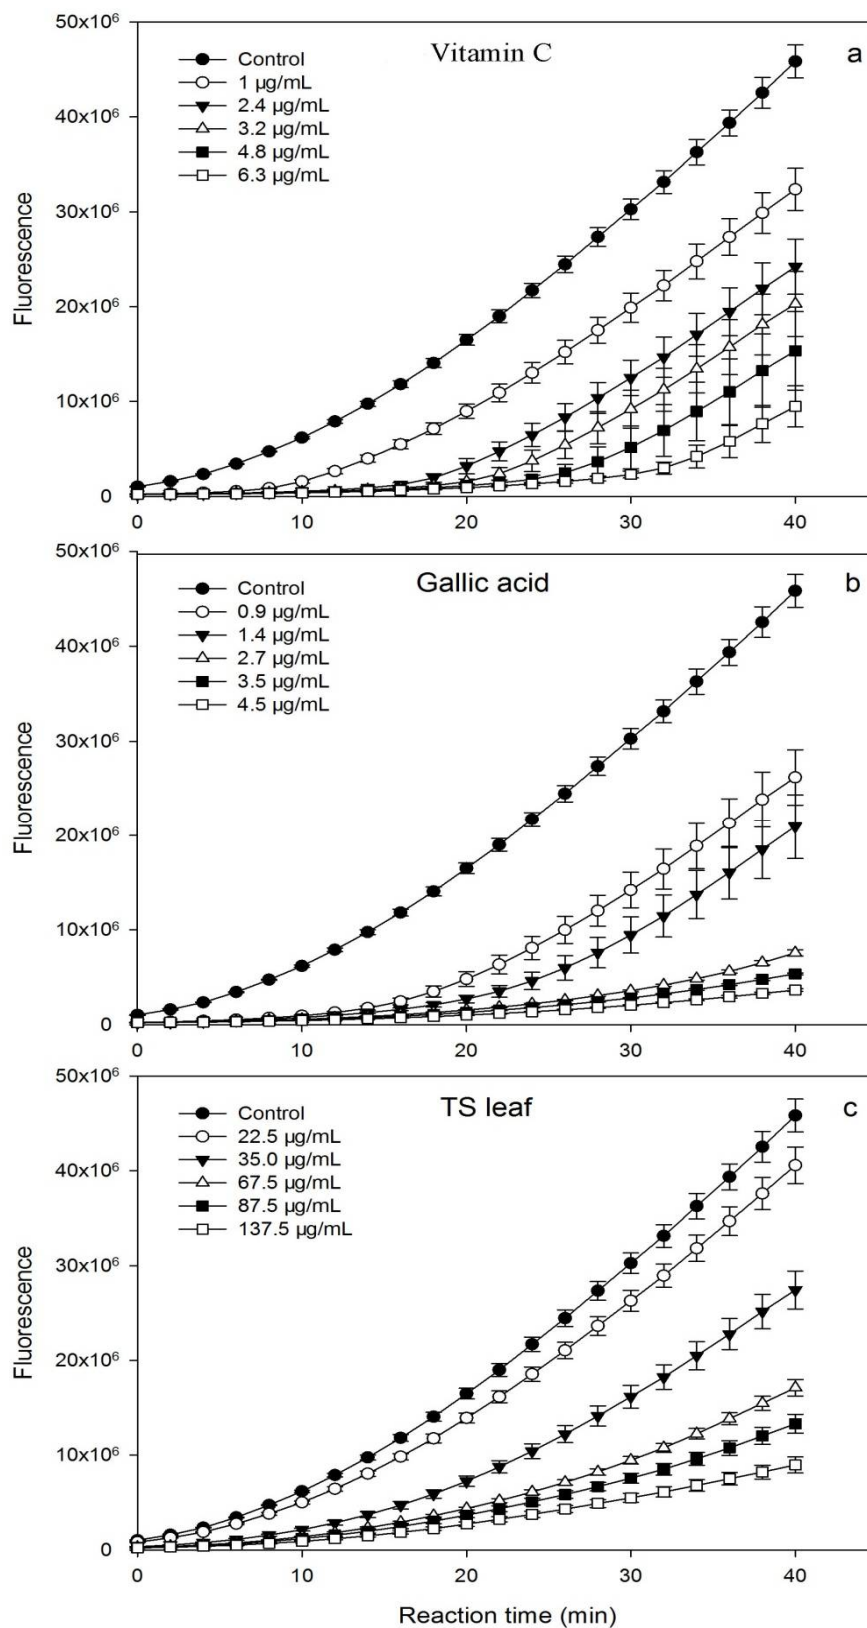 50x10⁶
Vitamin C
a
Control
1 µg/mL
2.4 µg/mL
3.2 µg/mL
4.8 µg/mL
6.3 µg/mL
40x10⁶
30x10⁶
20x10⁶
10x10⁶
0
Fluorescence
0 10 20 30 40
50x10⁶
Gallic acid
b
Control
0.9 µg/mL
1.4 µg/mL
2.7 µg/mL
3.5 µg/mL
4.5 µg/mL
40x10⁶
30x10⁶
20x10⁶
10x10⁶
0
Fluorescence
0 10 20 30 40
50x10⁶
TS leaf
c
Control
22.5 µg/mL
35.0 µg/mL
67.5 µg/mL
87.5 µg/mL
137.5 µg/mL
40x10⁶
30x10⁶
20x10⁶
10x10⁶
0
Fluorescence
0 10 20 30 40
Reaction time (min)